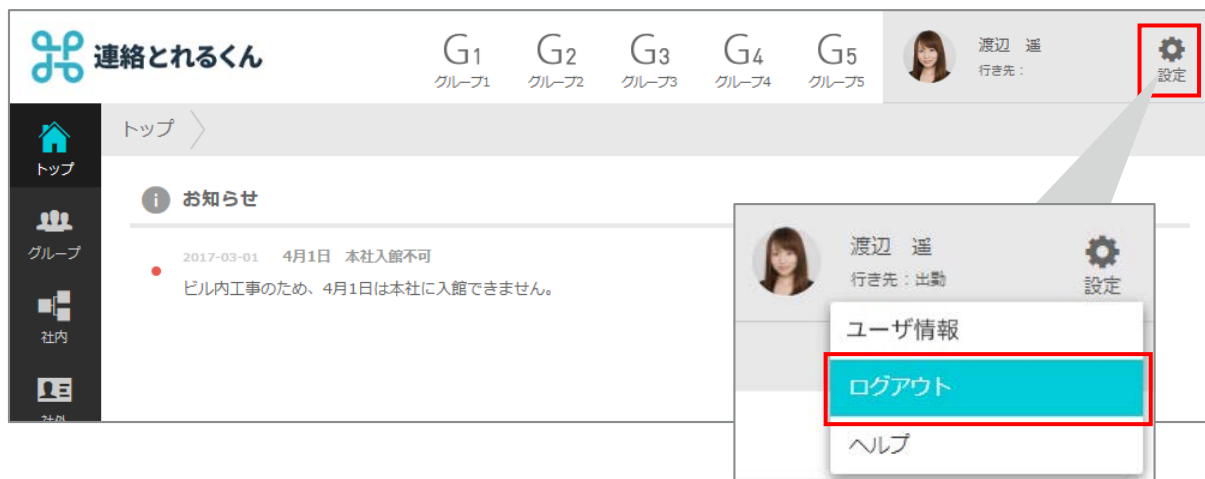 連絡とれるくん
G1 G2 G3 G4 G5
グループ1 グループ2 グループ3 グループ4 グループ5
渡辺 遥
行き先：
設定
トップ
トップ
グループ
社内
社外
お知らせ
2017-03-01 4月1日 本社入館不可
ビル内工事のため、4月1日は本社に入館できません。
渡辺 遥
行き先：出勤
設定
ユーザ情報
ログアウト
ヘルプ